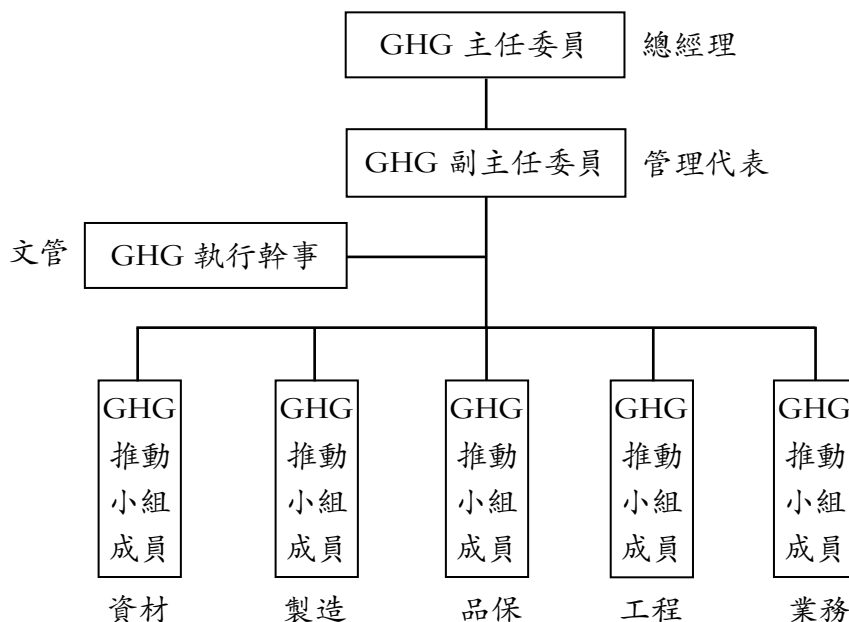 GHG 主任委員 總經理
GHG 副主任委員 管理代表
文管 GHG 執行幹事
GHG GHG GHG GHG GHG
推動 推動 推動 推動 推動
小組 小組 小組 小組 小組
成員 成員 成員 成員 成員
資材 製造 品保 工程 業務